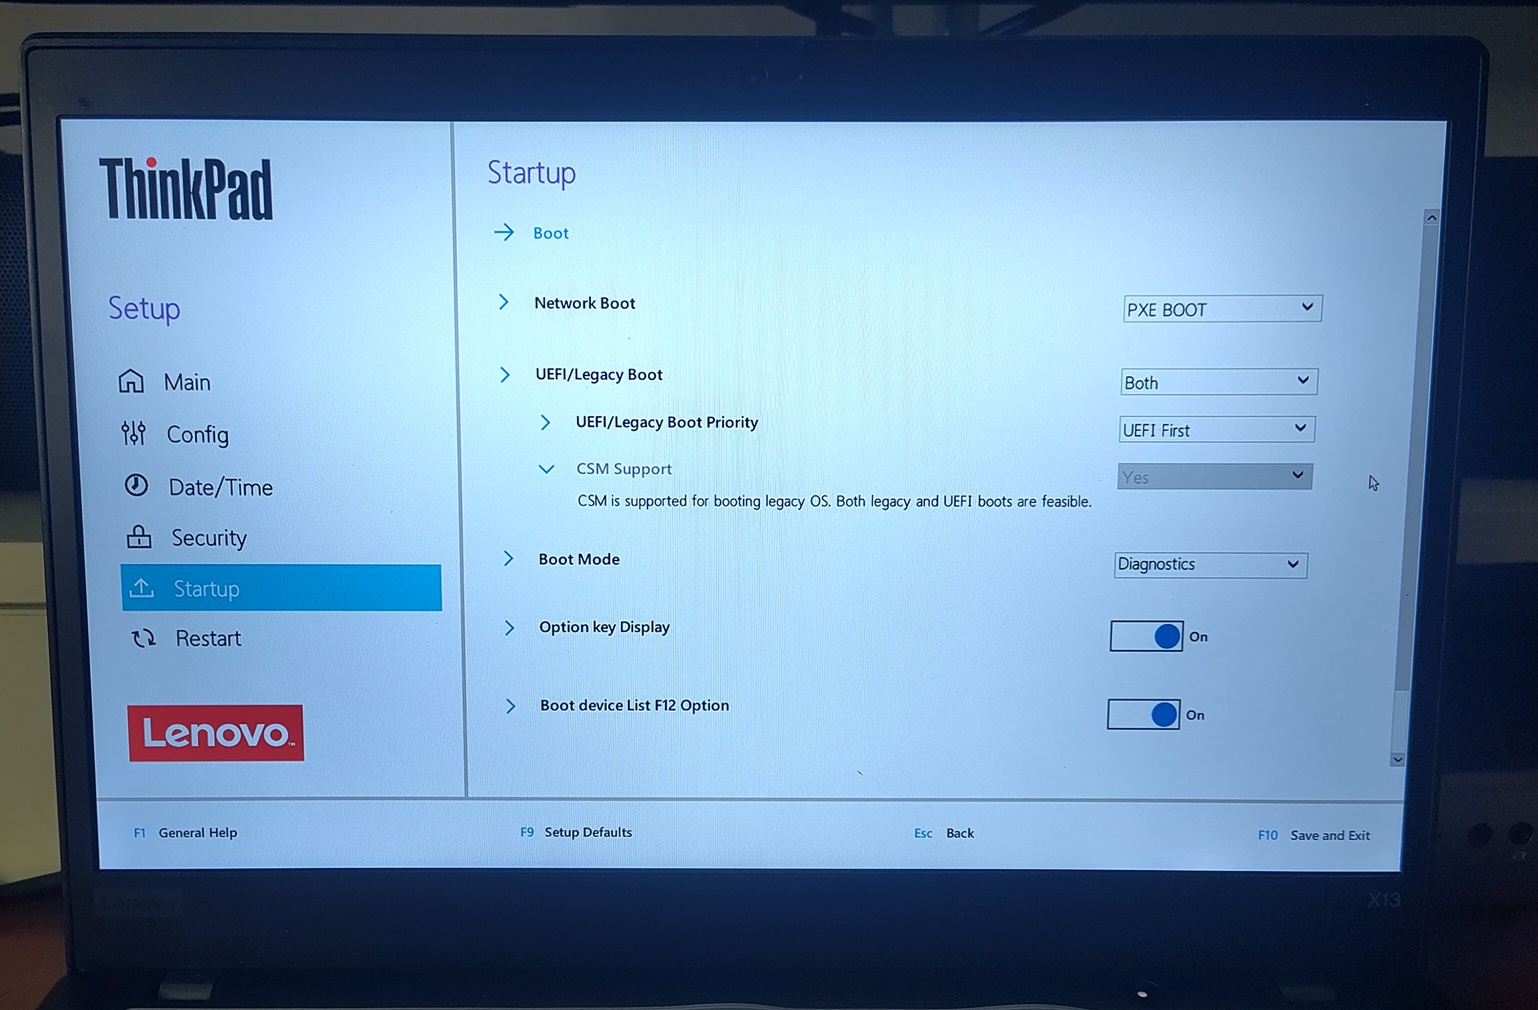 ThinkPad
Setup
Main
Config
Date/Time
Security
Startup
Restart
Lenovo
Startup
Boot
Network Boot
PXE BOOT
UEFI/Legacy Boot
Both
UEFI/Legacy Boot Priority
UEFI First
CSM Support
Yes
CSM is supported for booting legacy OS. Both legacy and UEFI boots are feasible.
Boot Mode
Diagnostics
Option key Display
On
Boot device List F12 Option
On
F1 General Help
F9 Setup Defaults
Esc Back
F10 Save and Exit
Lenovo
X13